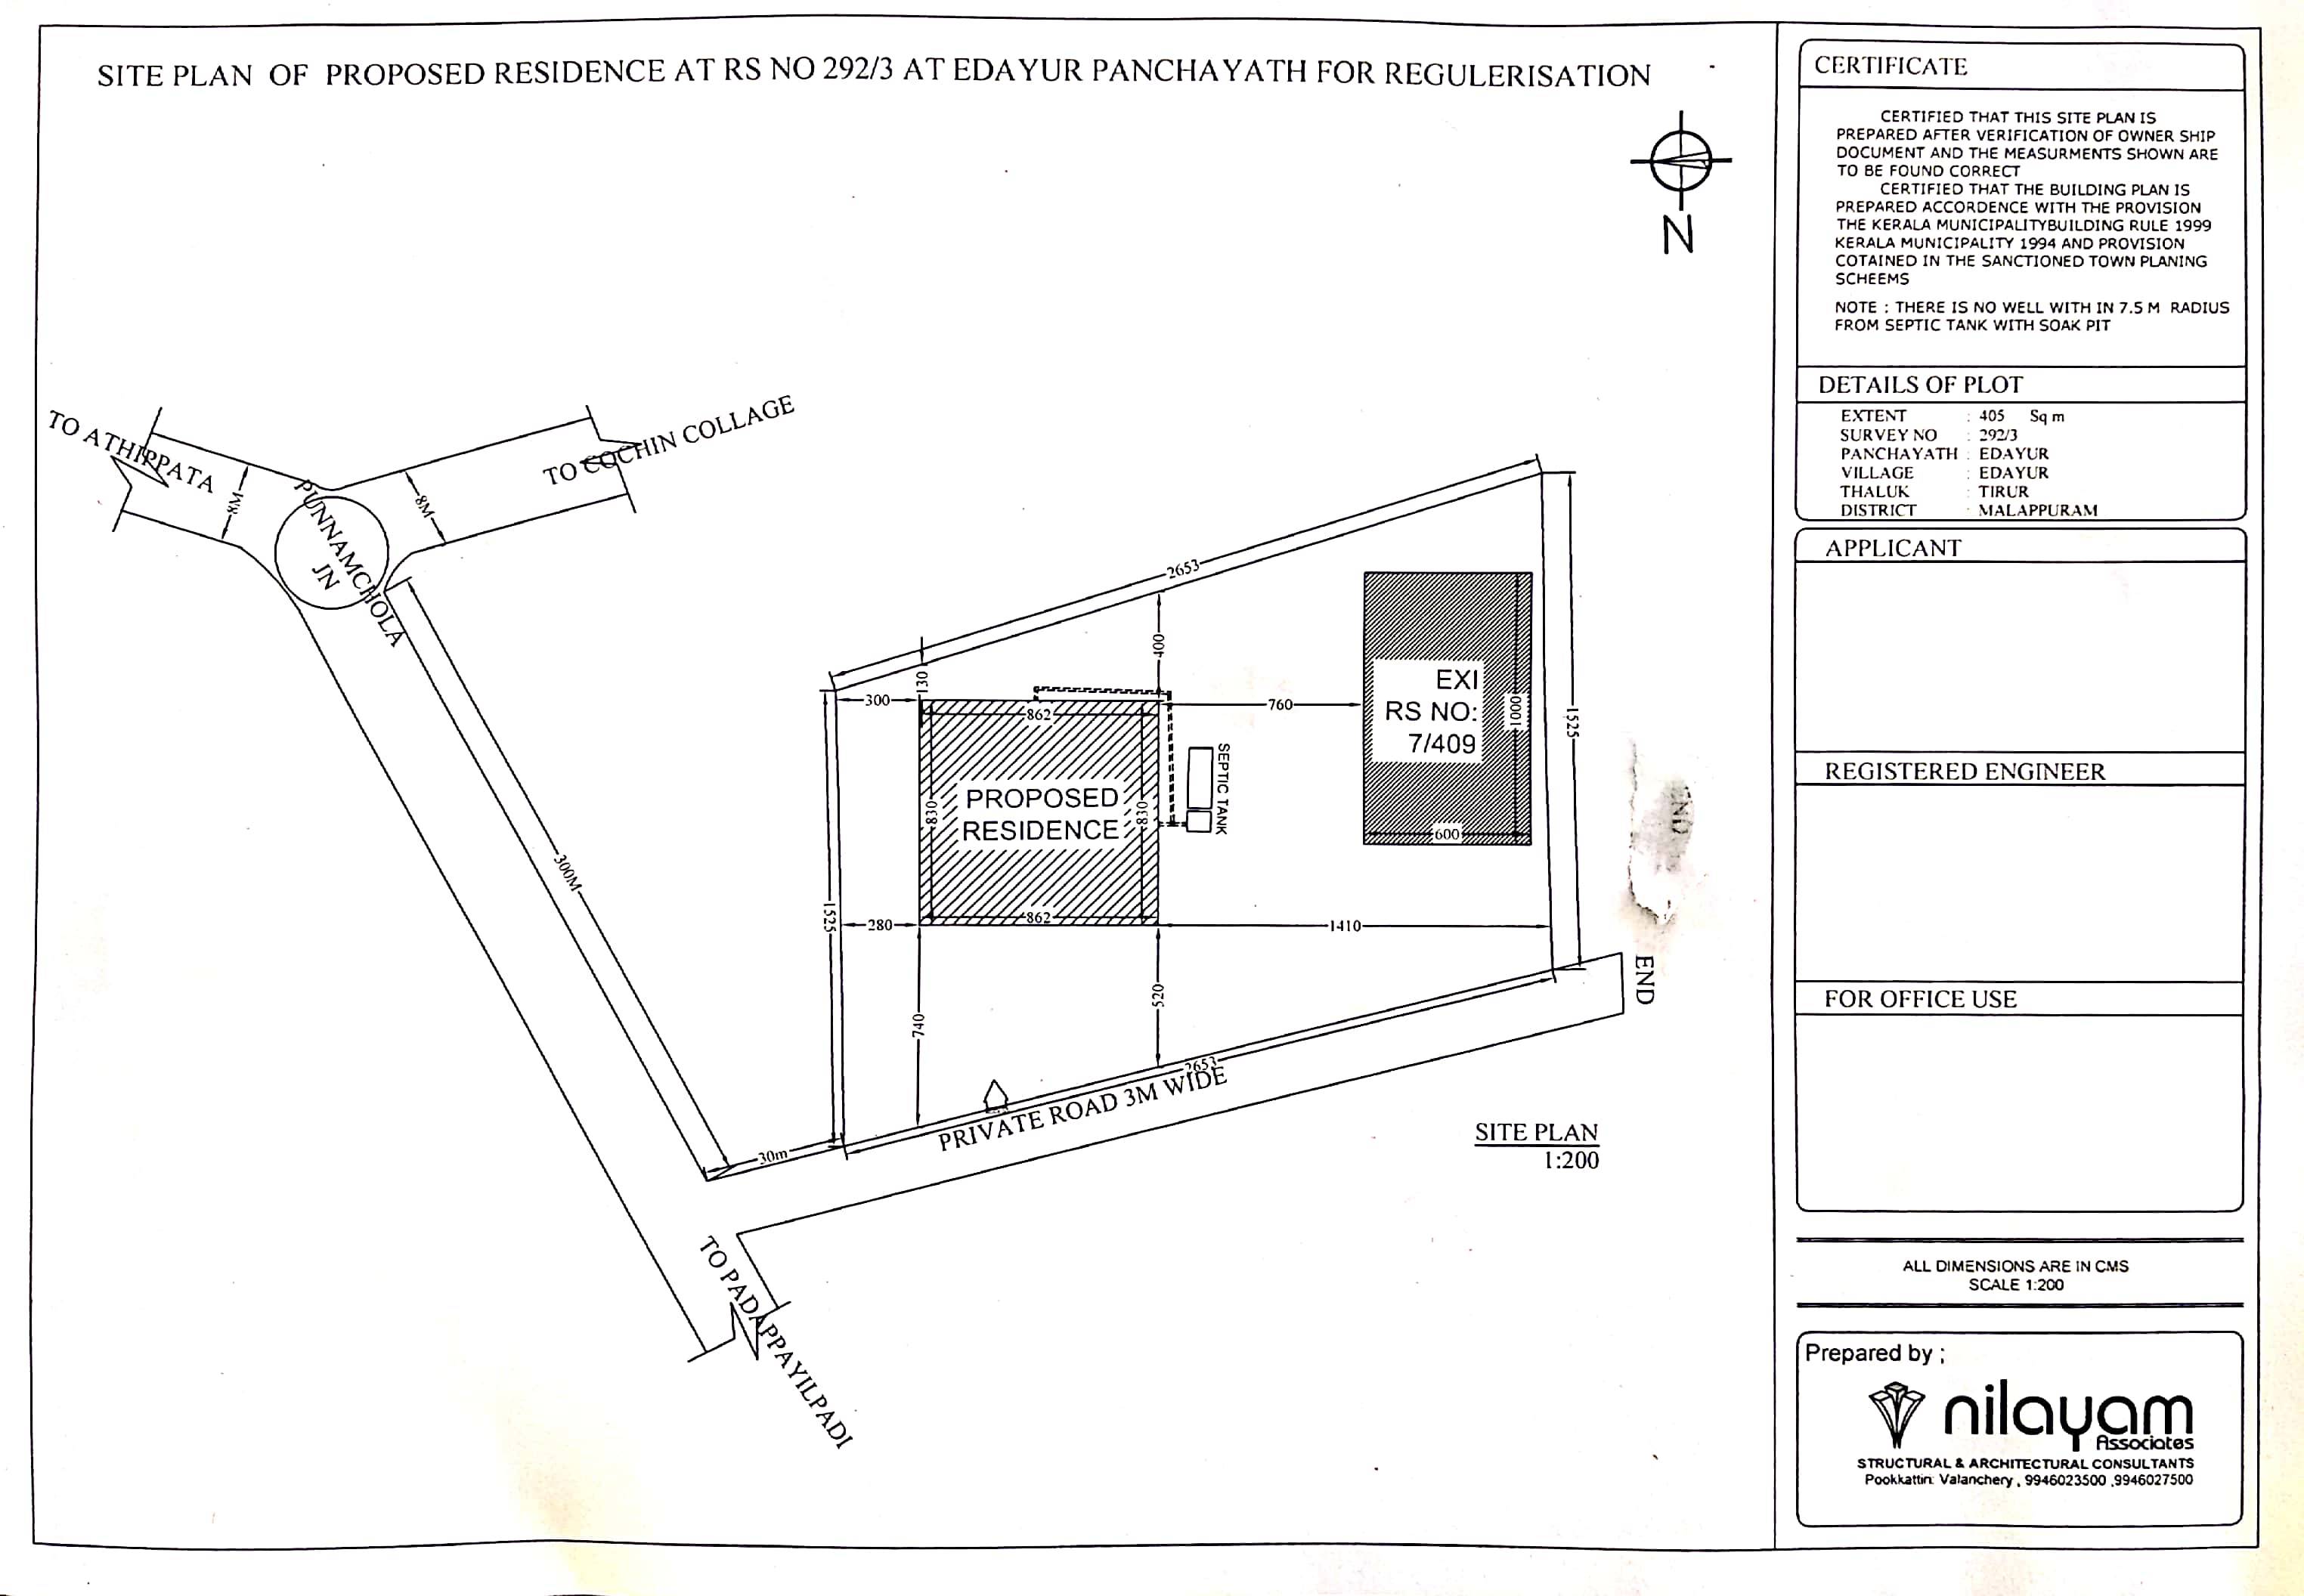 SITE PLAN OF PROPOSED RESIDENCE AT RS NO 292/3 AT EDAYUR PANCHAYATH FOR REGULERISATION
N
TO ATHIPPATA
8M
PUNNAMCHOLA
JN
8M
TO COCHIN COLLAGE
300M
30m
TO PADAPPAYILPADI
2653
400
130
300
862
760
830
PROPOSED
RESIDENCE
830
862
SEPTIC TANK
EXI
RS NO:
7/409
1000
600
1525
1525
280
1410
740
520
2653
PRIVATE ROAD 3M WIDE
END
SITE PLAN
1:200
CERTIFICATE
CERTIFIED THAT THIS SITE PLAN IS
PREPARED AFTER VERIFICATION OF OWNER SHIP
DOCUMENT AND THE MEASURMENTS SHOWN ARE
TO BE FOUND CORRECT
CERTIFIED THAT THE BUILDING PLAN IS
PREPARED ACCORDENCE WITH THE PROVISION
THE KERALA MUNICIPALITYBUILDING RULE 1999
KERALA MUNICIPALITY 1994 AND PROVISION
COTAINED IN THE SANCTIONED TOWN PLANING
SCHEEMS
NOTE : THERE IS NO WELL WITH IN 7.5 M RADIUS
FROM SEPTIC TANK WITH SOAK PIT
DETAILS OF PLOT
EXTENT : 405 Sq m
SURVEY NO : 292/3
PANCHAYATH : EDAYUR
VILLAGE : EDAYUR
THALUK : TIRUR
DISTRICT : MALAPPURAM
APPLICANT
REGISTERED ENGINEER
FOR OFFICE USE
ALL DIMENSIONS ARE IN CMS
SCALE 1:200
Prepared by ;
nilayam
Associates
STRUCTURAL & ARCHITECTURAL CONSULTANTS
Pookkattiri: Valanchery , 9946023500 ,9946027500